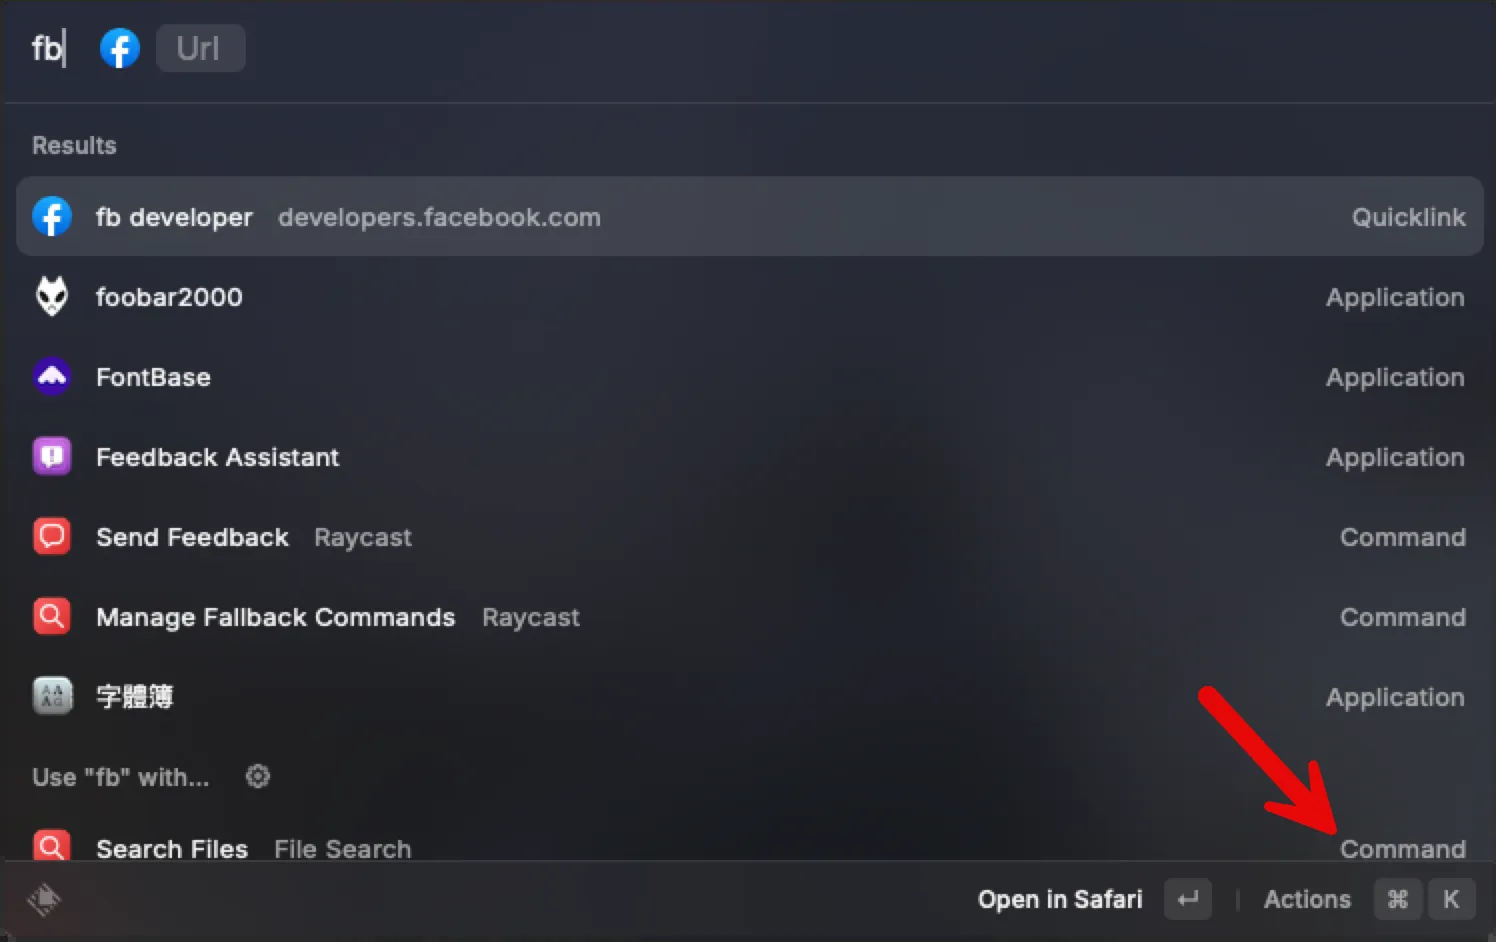 fb Url
Results
fb developer developers.facebook.com Quicklink
foobar2000 Application
FontBase Application
Feedback Assistant Application
Send Feedback Raycast Command
Manage Fallback Commands Raycast Command
字體簿 Application
Use "fb" with...
Search Files File Search Command
Open in Safari ↵ Actions ⌘ K